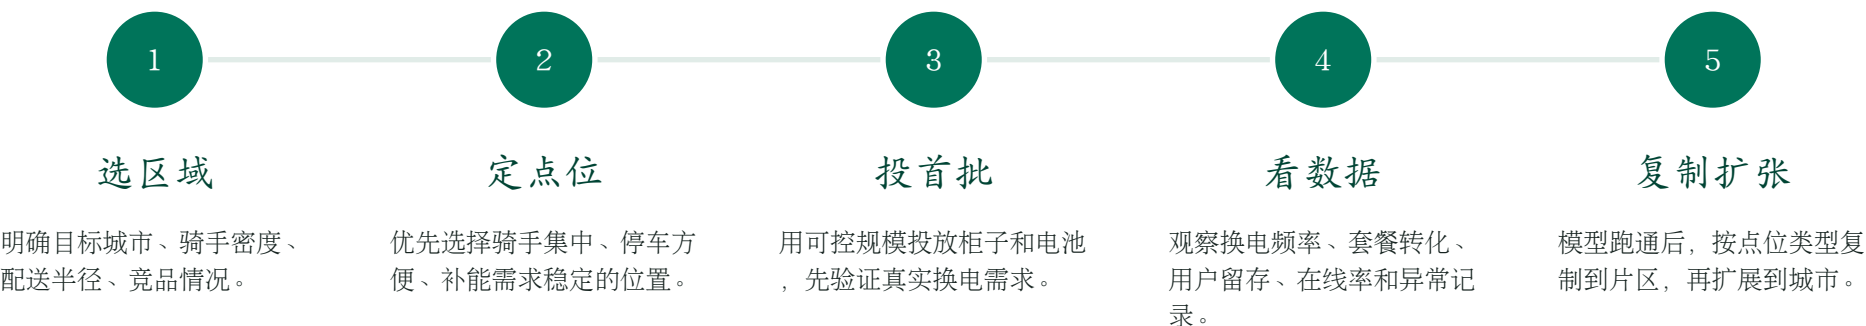 1
2
3
4
5
选区域
定点位
投首批
看数据
复制扩张
明确目标城市、骑手密度、
配送半径、竞品情况。
优先选择骑手集中、停车方
便、补能需求稳定的位置。
用可控规模投放柜子和电池
，先验证真实换电需求。
观察换电频率、套餐转化、
用户留存、在线率和异常记
录。
模型跑通后，按点位类型复
制到片区，再扩展到城市。